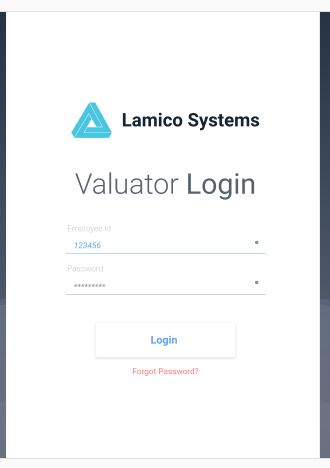 Lamico Systems
Valuator Login
Employee Id
123456
Password
*********
Login
Forgot Password?